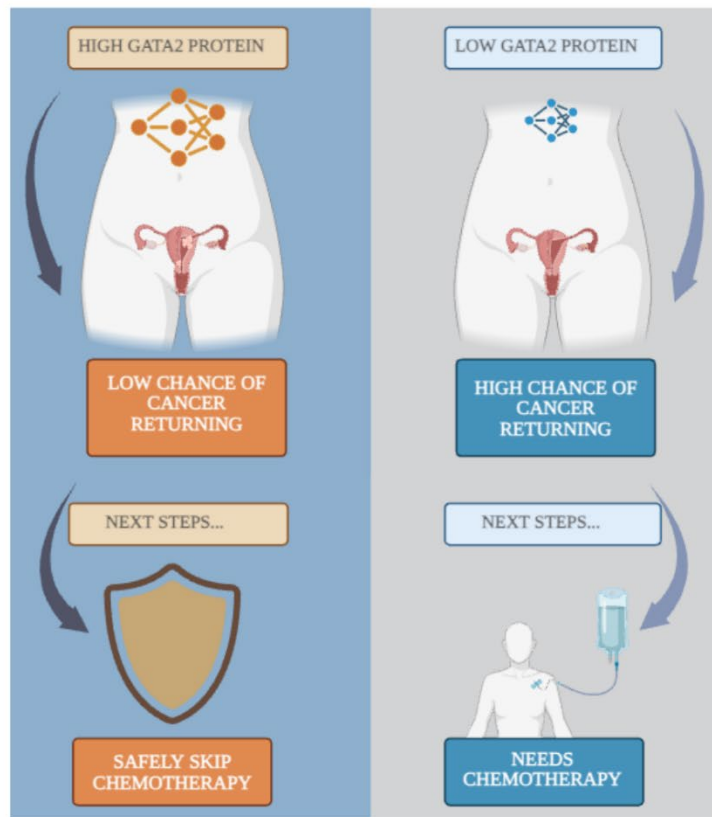 HIGH GATA2 PROTEIN
LOW CHANCE OF
CANCER
RETURNING
NEXT STEPS...
SAFELY SKIP
CHEMOTHERAPY
LOW GATA2 PROTEIN
HIGH CHANCE OF
CANCER
RETURNING
NEXT STEPS...
NEEDS
CHEMOTHERAPY